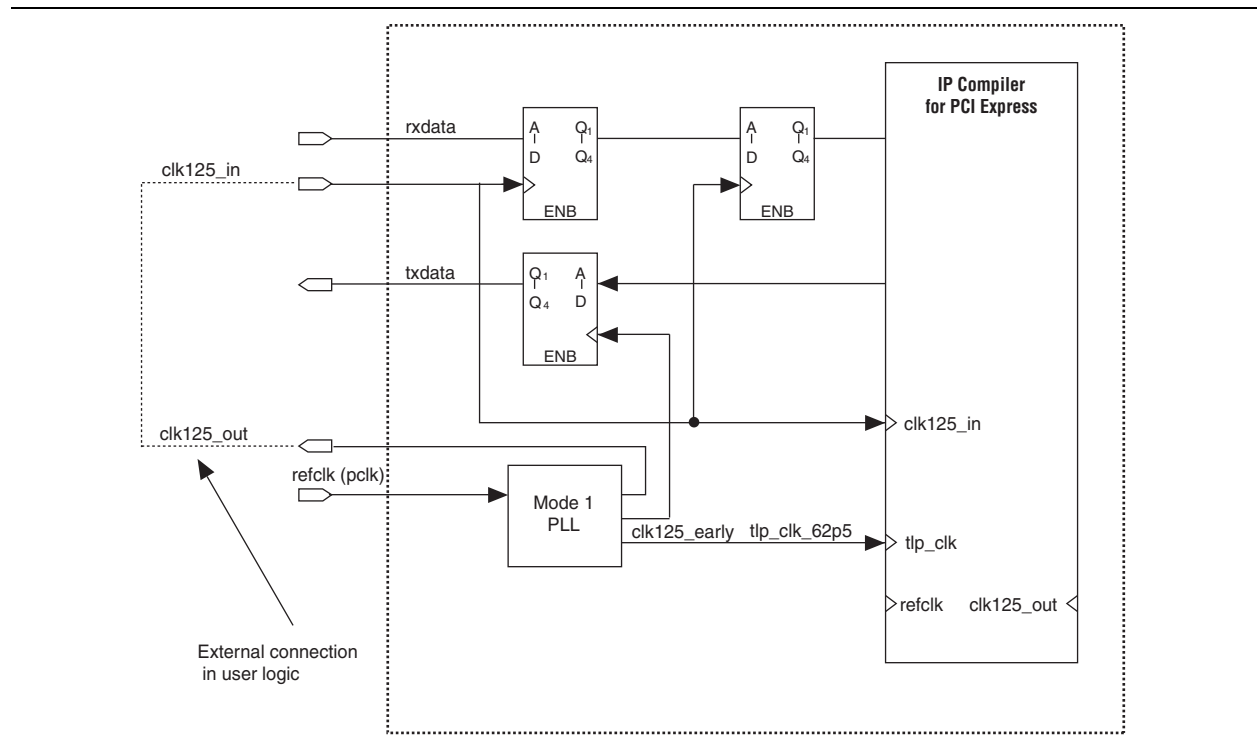 IP Compiler
for PCI Express
rxdata
A
D
Q1
Q4
ENB
A
D
Q1
Q4
ENB
clk125_in
txdata
Q1
Q4
A
D
ENB
clk125_in
clk125_out
refclk (pclk)
Mode 1
PLL
clk125_early
tlp_clk_62p5
tlp_clk
refclk
clk125_out
External connection
in user logic